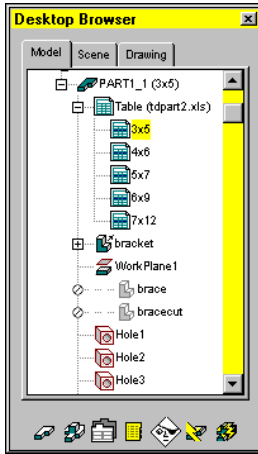 Desktop Browser
Model Scene Drawing
PART1_1 (3x5)
Table (tdpart2.xls)
3x5
4x6
5x7
6x9
7x12
bracket
WorkPlane1
brace
bracecut
Hole1
Hole2
Hole3